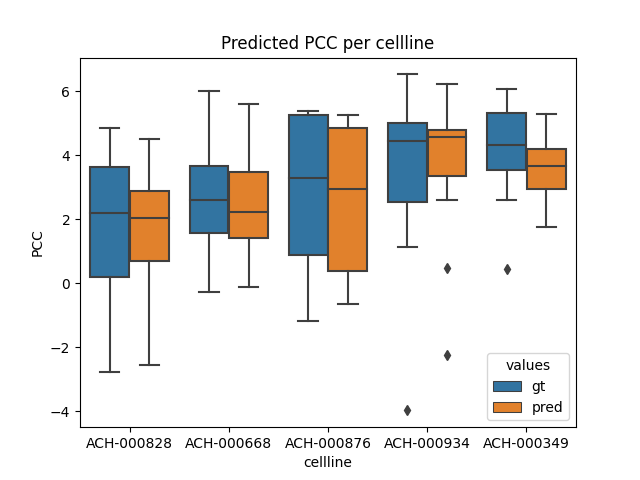 Predicted PCC per cellline
PCC
6
4
2
0
−2
−4
values
gt
pred
ACH-000828 ACH-000668 ACH-000876 ACH-000934 ACH-000349
cellline